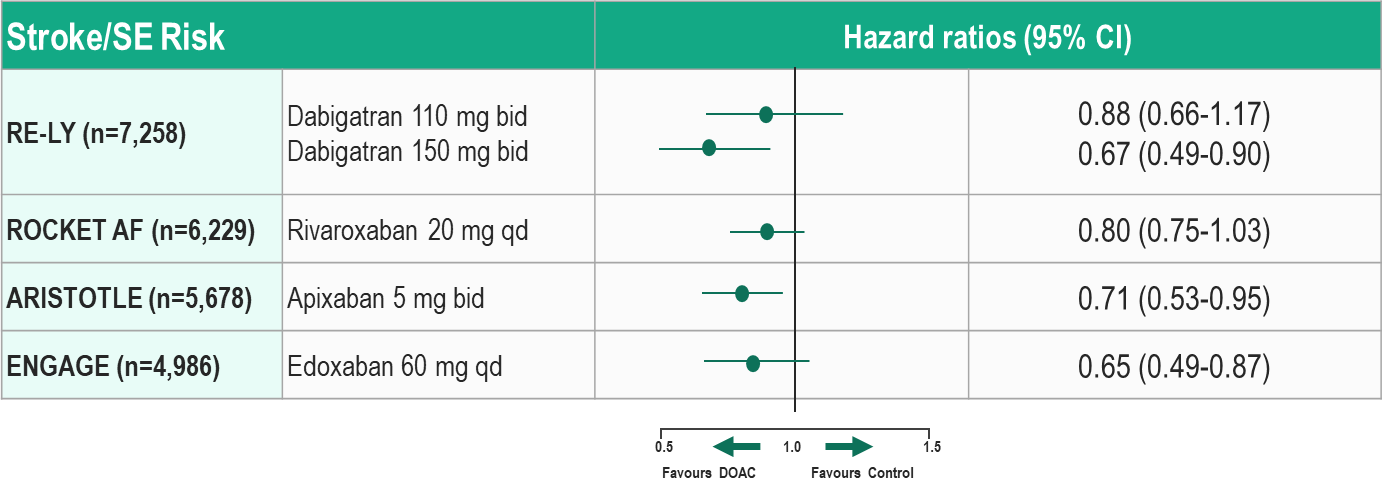 Stroke/SE Risk
Hazard ratios (95% CI)
RE-LY (n=7,258)
Dabigatran 110 mg bid
Dabigatran 150 mg bid
0.88 (0.66-1.17)
0.67 (0.49-0.90)
ROCKET AF (n=6,229)
Rivaroxaban 20 mg qd
0.80 (0.75-1.03)
ARISTOTLE (n=5,678)
Apixaban 5 mg bid
0.71 (0.53-0.95)
ENGAGE (n=4,986)
Edoxaban 60 mg qd
0.65 (0.49-0.87)
0.5
1.0
1.5
Favours DOAC
Favours Control